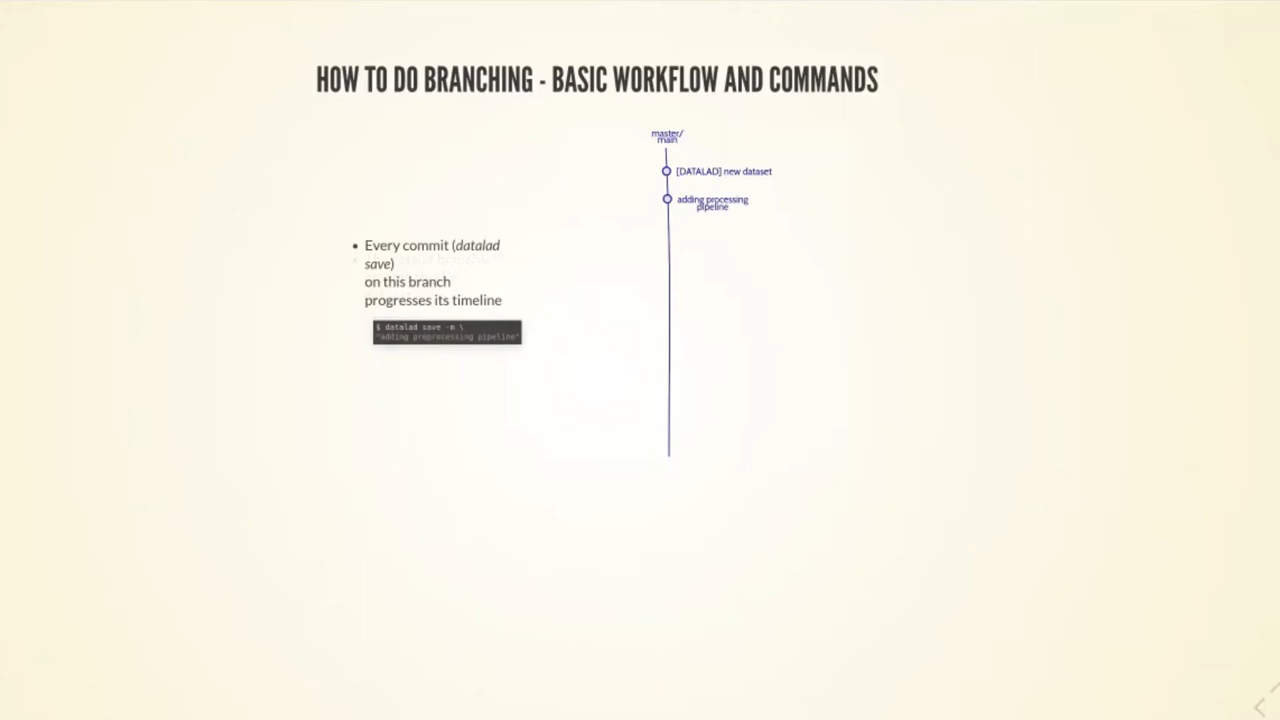 HOW TO DO BRANCHING - BASIC WORKFLOW AND COMMANDS
master/
main
[DATALAD] new dataset
adding processing
pipeline
• Every commit (datalad
save)
on this branch
progresses its timeline
$ datalad save -m \
"adding preprocessing pipeline"